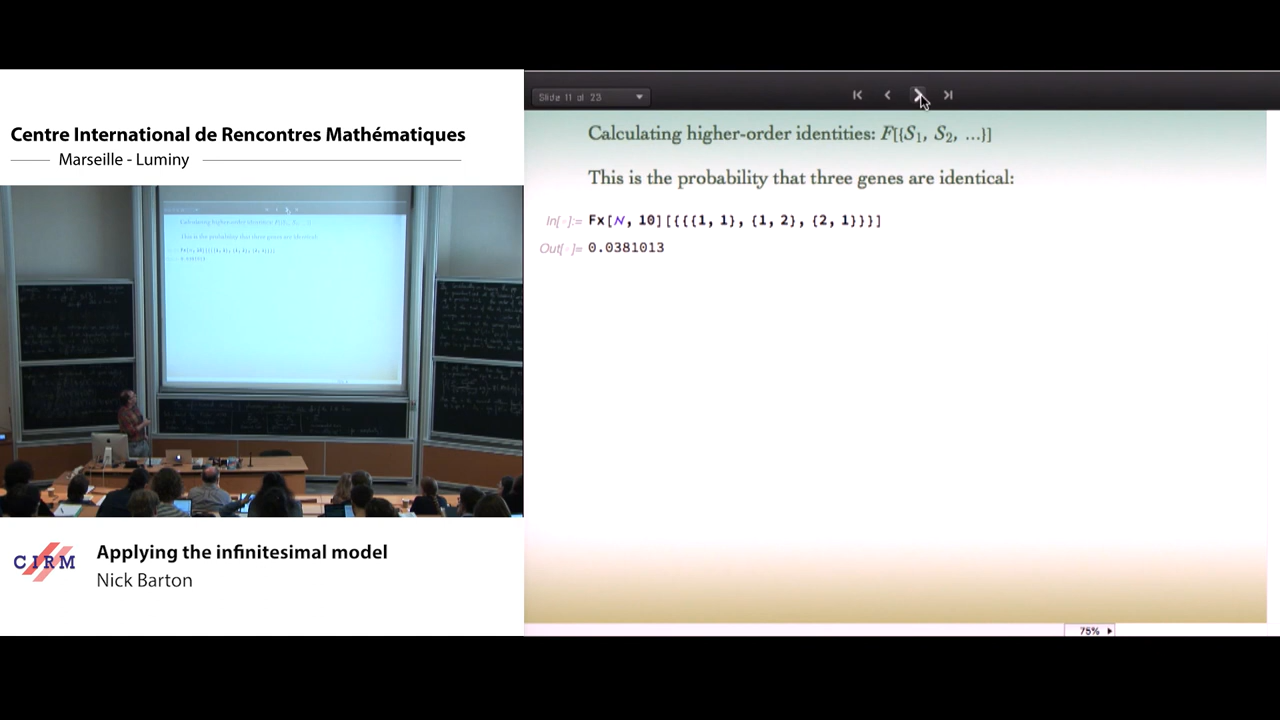 Centre International de Rencontres Mathématiques
Marseille - Luminy
CIRM
Applying the infinitesimal model
Nick Barton
Slide 11 of 23
Calculating higher-order identities: F[{S1, S2, ...}]
This is the probability that three genes are identical:
In[ ]:= Fx[N, 10][{{{1, 1}, {1, 2}, {2, 1}}}]
Out[ ]= 0.0381013
75%